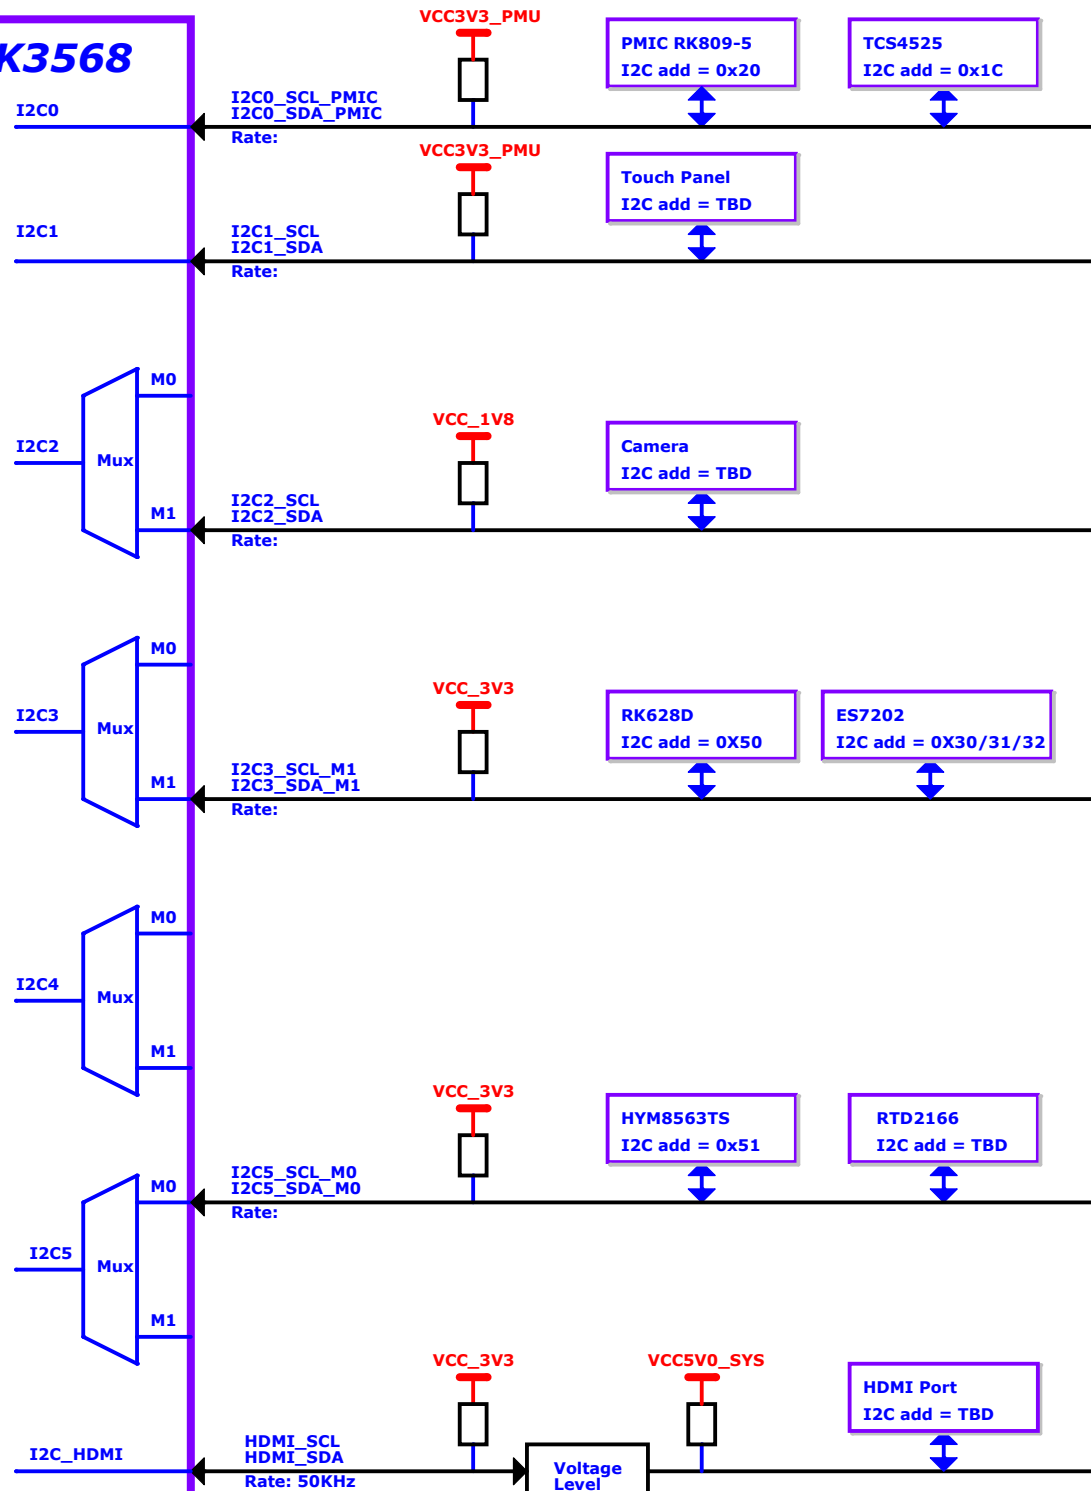 K3568
VCC3V3_PMU
PMIC RK809-5
I2C add = 0x20
TCS4525
I2C add = 0x1C
I2C0
I2C0_SCL_PMIC
I2C0_SDA_PMIC
Rate:
VCC3V3_PMU
Touch Panel
I2C add = TBD
I2C1
I2C1_SCL
I2C1_SDA
Rate:
M0
I2C2
Mux
M1
VCC_1V8
Camera
I2C add = TBD
I2C2_SCL
I2C2_SDA
Rate:
M0
I2C3
Mux
M1
VCC_3V3
RK628D
I2C add = 0X50
ES7202
I2C add = 0X30/31/32
I2C3_SCL_M1
I2C3_SDA_M1
Rate:
M0
I2C4
Mux
M1
VCC_3V3
HYM8563TS
I2C add = 0x51
RTD2166
I2C add = TBD
I2C5_SCL_M0
I2C5_SDA_M0
Rate:
M0
I2C5
Mux
M1
VCC_3V3
VCC5V0_SYS
HDMI Port
I2C add = TBD
I2C_HDMI
HDMI_SCL
HDMI_SDA
Rate: 50KHz
Voltage
Level